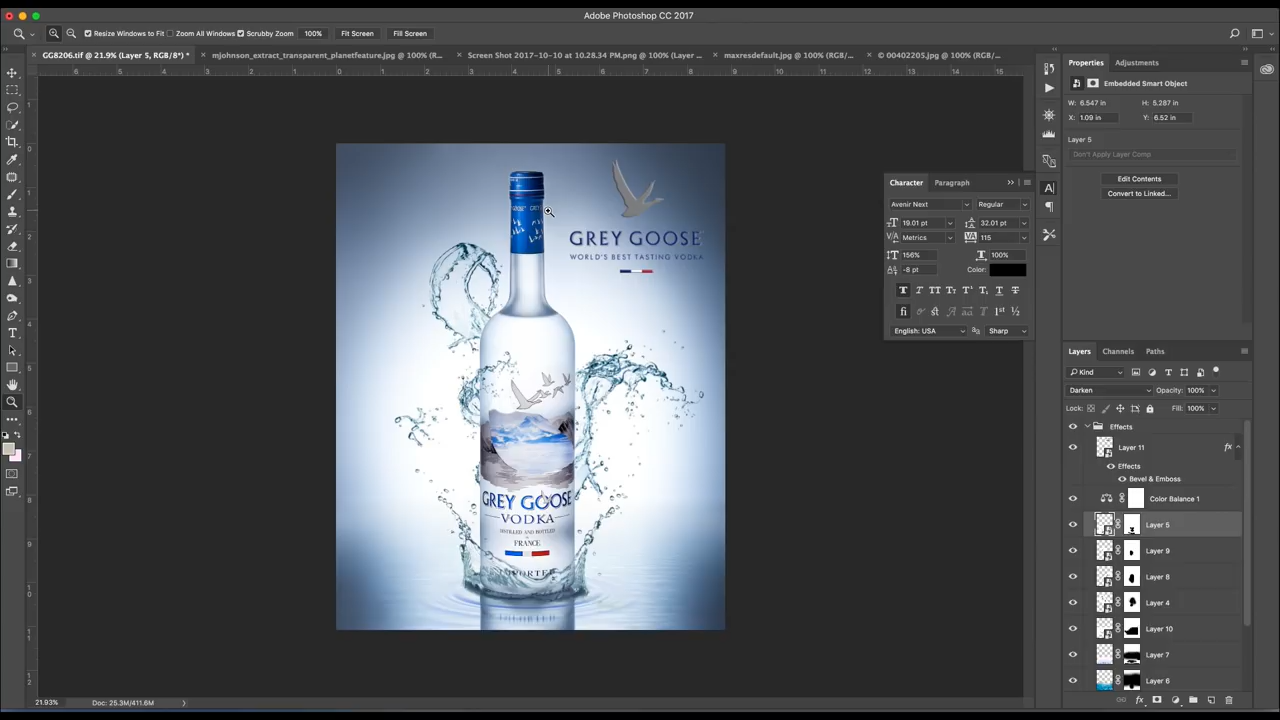 Adobe Photoshop CC 2017
Resize Windows to Fit Zoom All Windows Scrubby Zoom 100% Fit Screen Fill Screen
GG8206.tif @ 21.9% (Layer 5, RGB/8*) * mjohnson_extract_transparent_planetfeature.jpg @ 100% (R... Screen Shot 2017-10-10 at 10.28.34 PM.png @ 100% (Layer ... maxresdefault.jpg @ 100% (RGB/... © 00402205.jpg @ 100% (RGB/...
Properties Adjustments
Embedded Smart Object
W: 6.547 in H: 5.287 in
X: 1.09 in Y: 6.52 in
Layer 5
Don't Apply Layer Comp
Edit Contents
Convert to Linked...
Character Paragraph
Avenir Next Regular
19.01 pt 32.01 pt
Metrics 115
156% 100%
-8 pt Color:
English: USA Sharp
GREY GOOSE
WORLD'S BEST TASTING VODKA
GREY GOOSE
VODKA
DISTILLED AND BOTTLED
FRANCE
IMPORTED
Layers Channels Paths
Kind
Darken Opacity: 100%
Lock: Fill: 100%
Effects
Layer 11 fx
Effects
Bevel & Emboss
Color Balance 1
Layer 5
Layer 9
Layer 8
Layer 4
Layer 10
Layer 7
Layer 6
21.93% Doc: 25.3M/411.6M